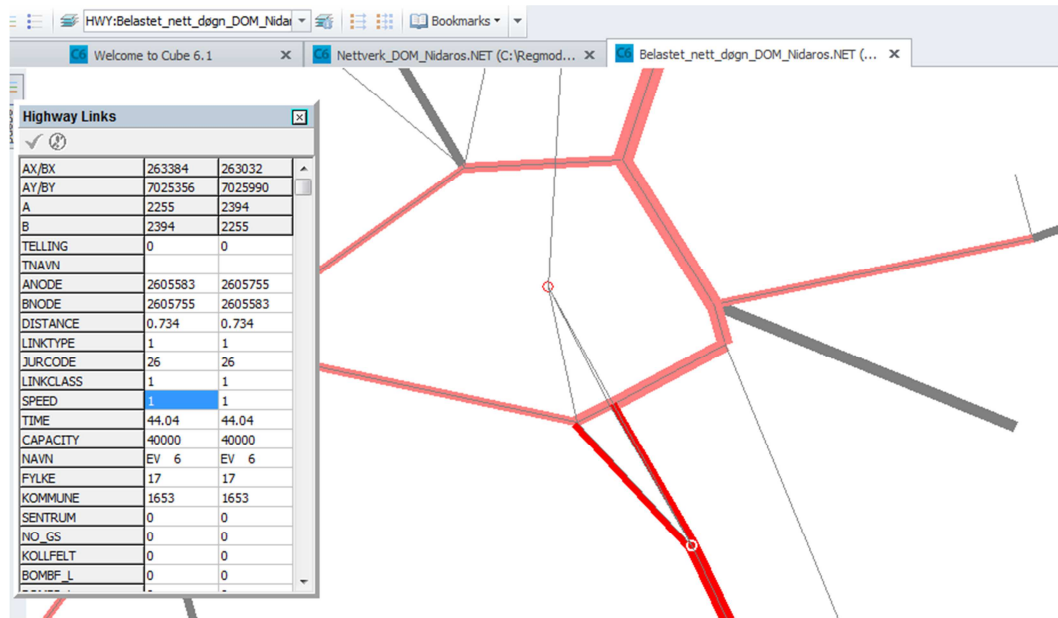 HWY:Belastet_nett_døgn_DOM_Nidar Bookmarks
C6 Welcome to Cube 6.1 C6 Nettverk_DOM_Nidaros.NET (C:\Regmod... C6 Belastet_nett_døgn_DOM_Nidaros.NET (...
Highway Links
AX/BX 263384 263032
AY/BY 7025356 7025990
A 2255 2394
B 2394 2255
TELLING 0 0
TNAVN
ANODE 2605583 2605755
BNODE 2605755 2605583
DISTANCE 0.734 0.734
LINKTYPE 1 1
JURCODE 26 26
LINKCLASS 1 1
SPEED 1 1
TIME 44.04 44.04
CAPACITY 40000 40000
NAVN EV 6 EV 6
FYLKE 17 17
KOMMUNE 1653 1653
SENTRUM 0 0
NO_GS 0 0
KOLLFELT 0 0
BOMBF_L 0 0